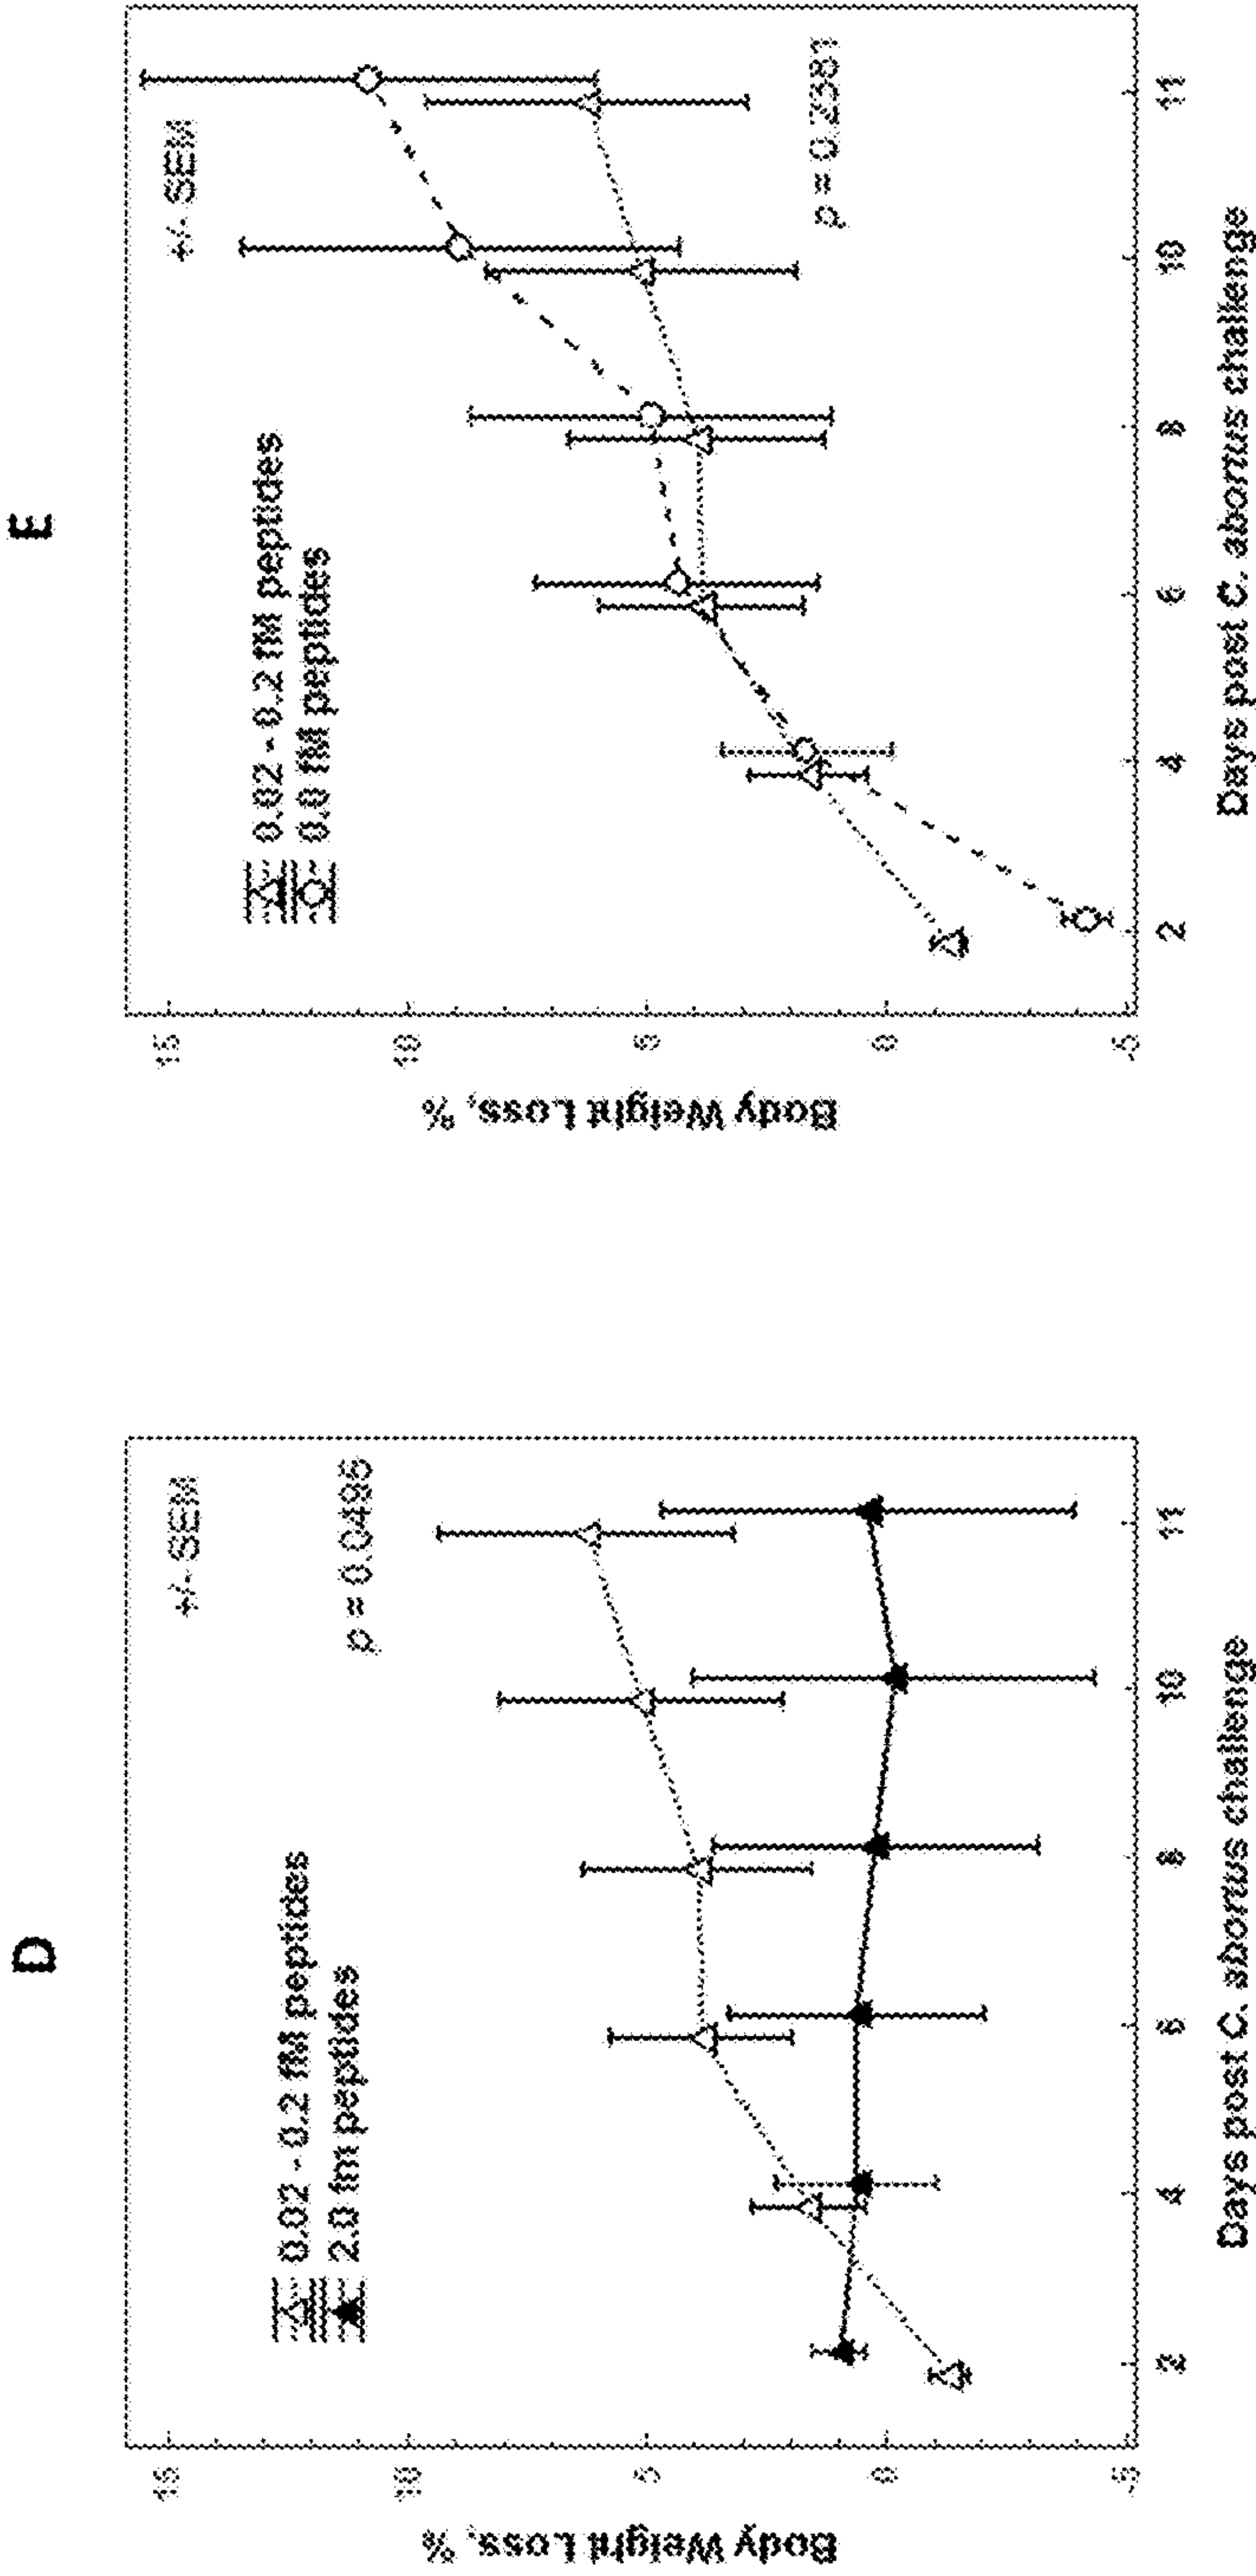 D
+/- SEM
p = 0.0495
0.02 - 0.2 fM peptides
2.0 fm peptides
Body Weight Loss, %
15
10
5
0
-5
2
4
6
8
10
11
Days post C. abortus challenge
E
+/- SEM
0.02 - 0.2 fM peptides
0.0 fM peptides
p = 0.2381
Body Weight Loss, %
15
10
5
0
-5
2
4
6
8
10
11
Days post C. abortus challenge